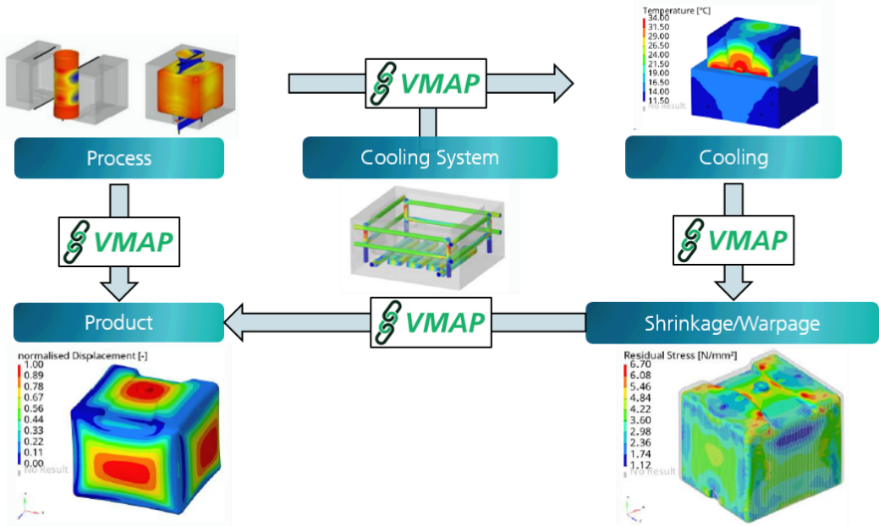 Temperature [°C]
34.00
31.50
29.00
26.50
24.00
21.50
19.00
16.50
14.00
11.50
No Result
VMAP
Process
Cooling System
Cooling
VMAP
VMAP
Product
VMAP
Shrinkage/Warpage
normalised Displacement [-]
1.00
0.89
0.78
0.67
0.56
0.44
0.33
0.22
0.11
0.00
No Result
Residual Stress [N/mm²]
6.70
6.08
5.46
4.84
4.22
3.60
2.98
2.36
1.74
1.12
No Result